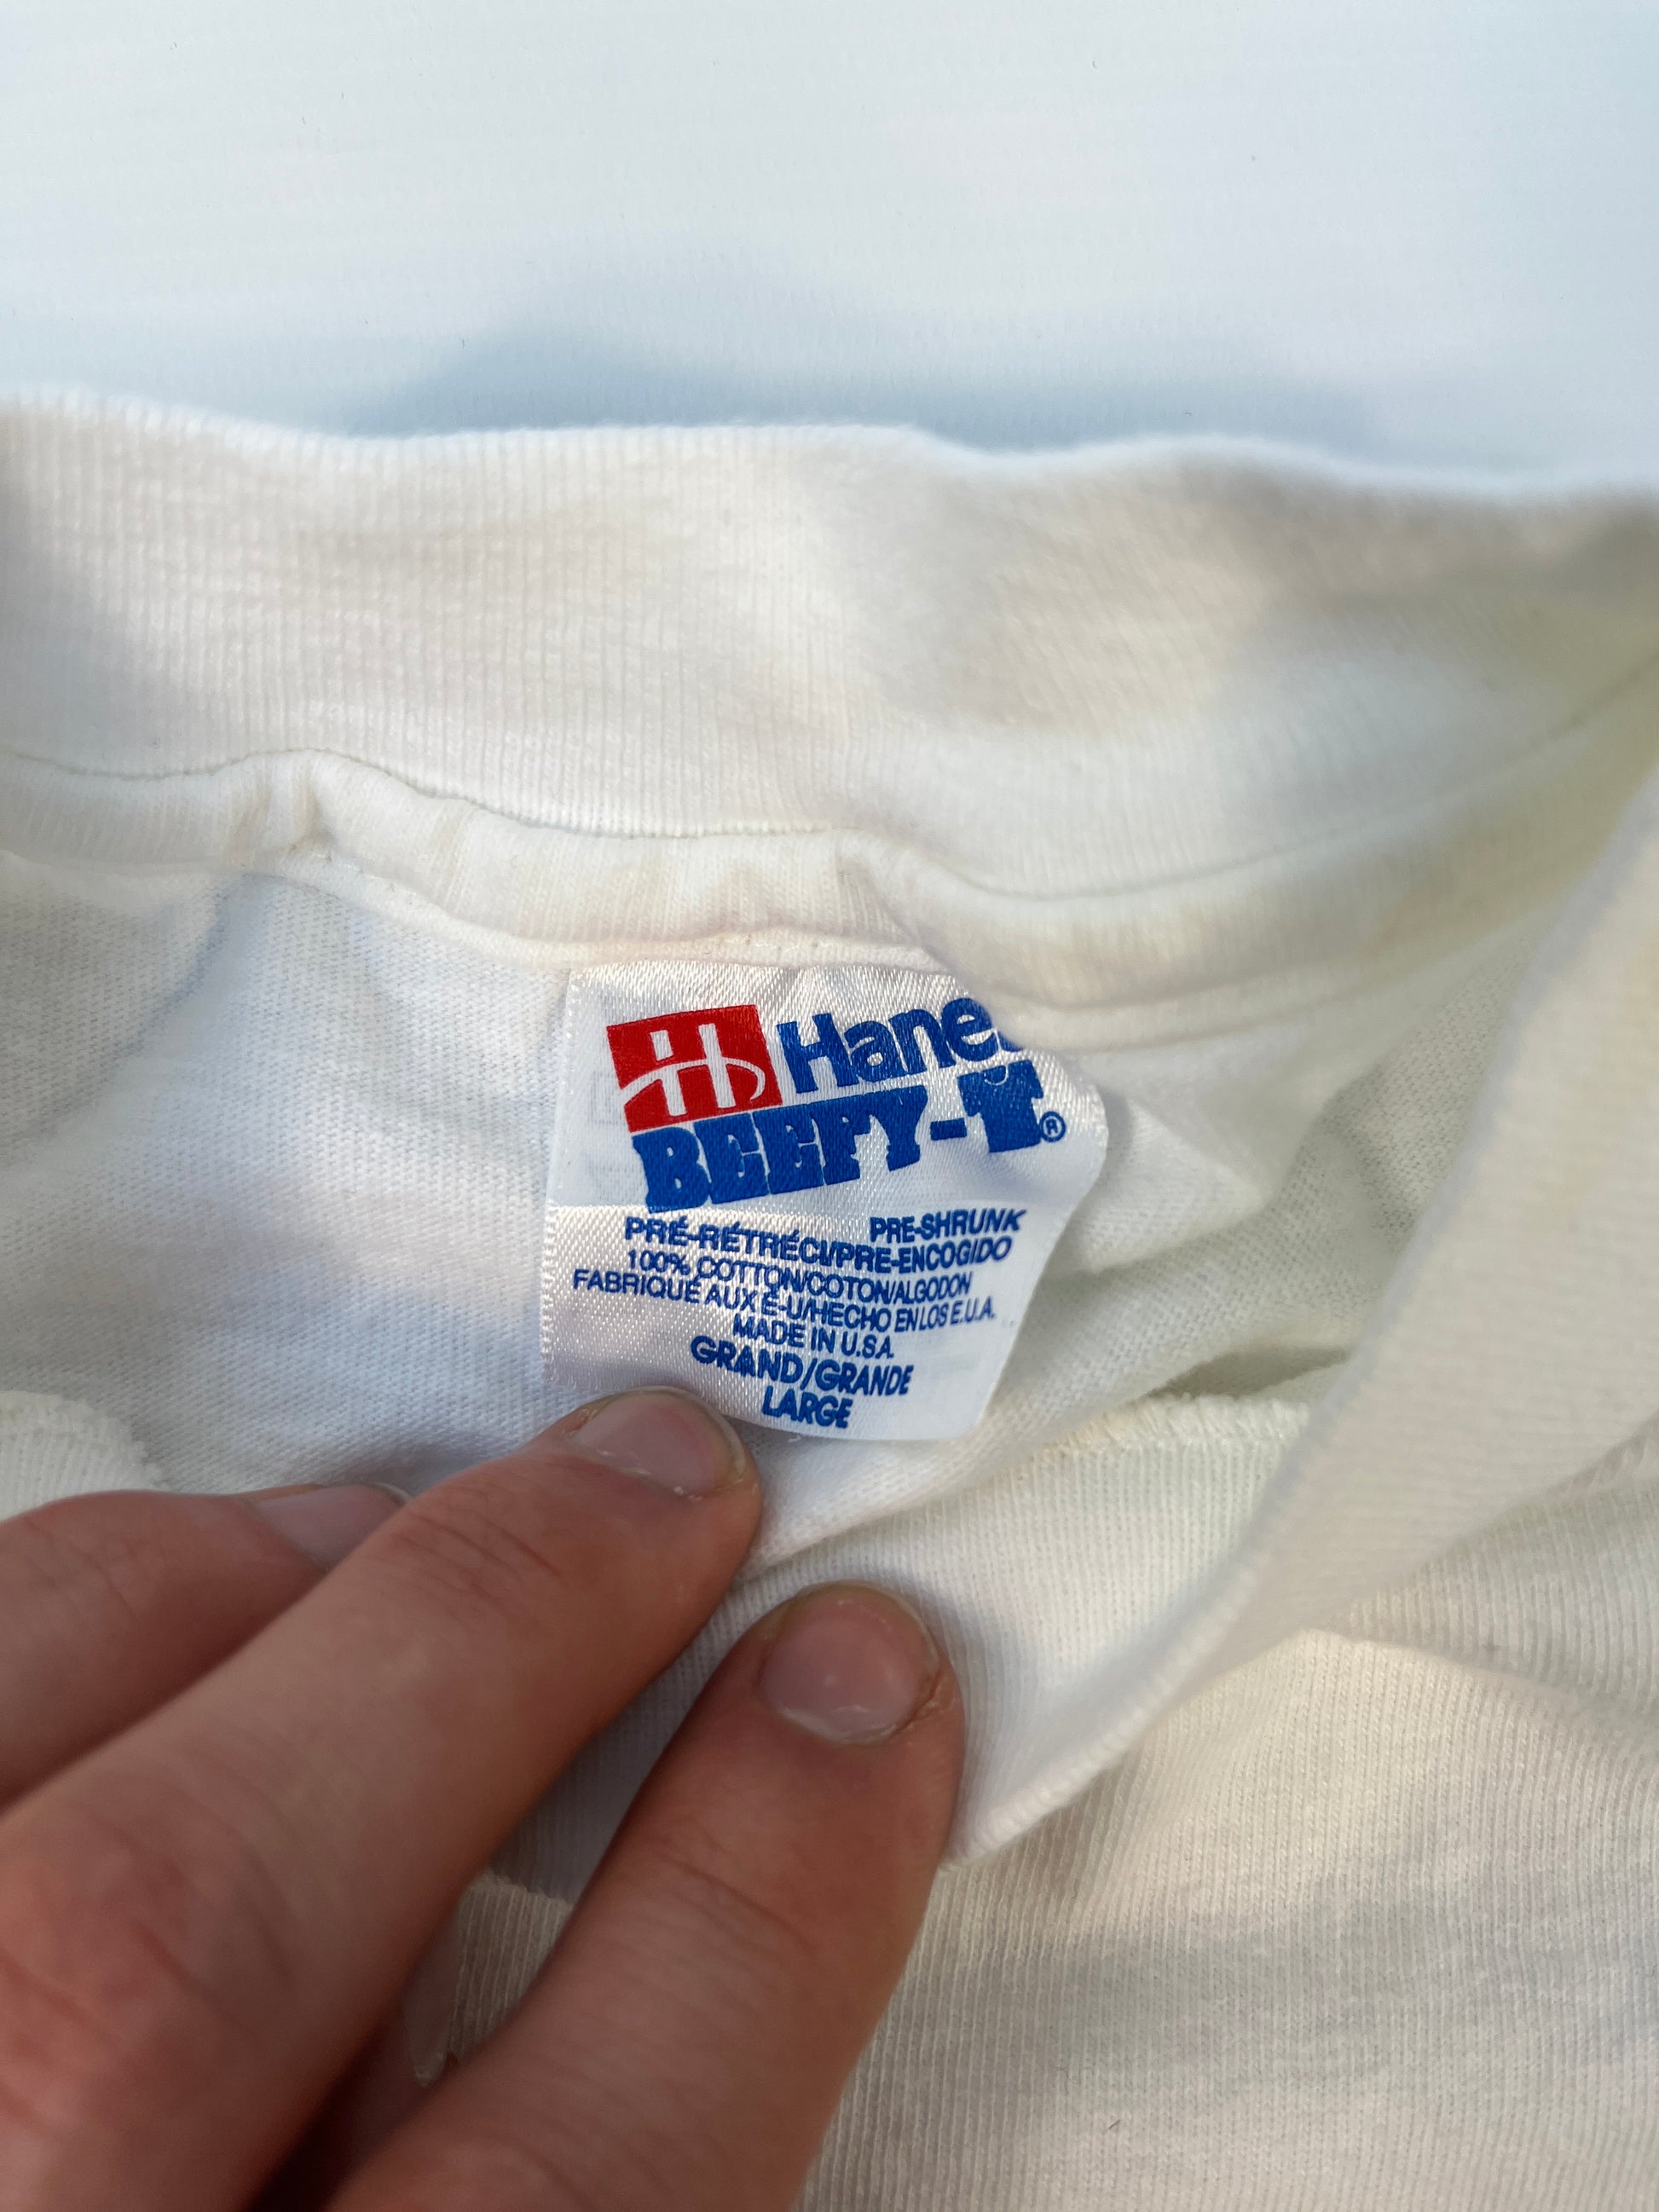 Hanes
BEEFY-T®
PRE-SHRUNK
PRÉ-RÉTRÉCI/PRE-ENCOGIDO
100% COTTON/COTON/ALGODON
FABRIQUÉ AUX É-U/HECHO EN LOS E.U.A.
MADE IN U.S.A.
GRAND/GRANDE
LARGE